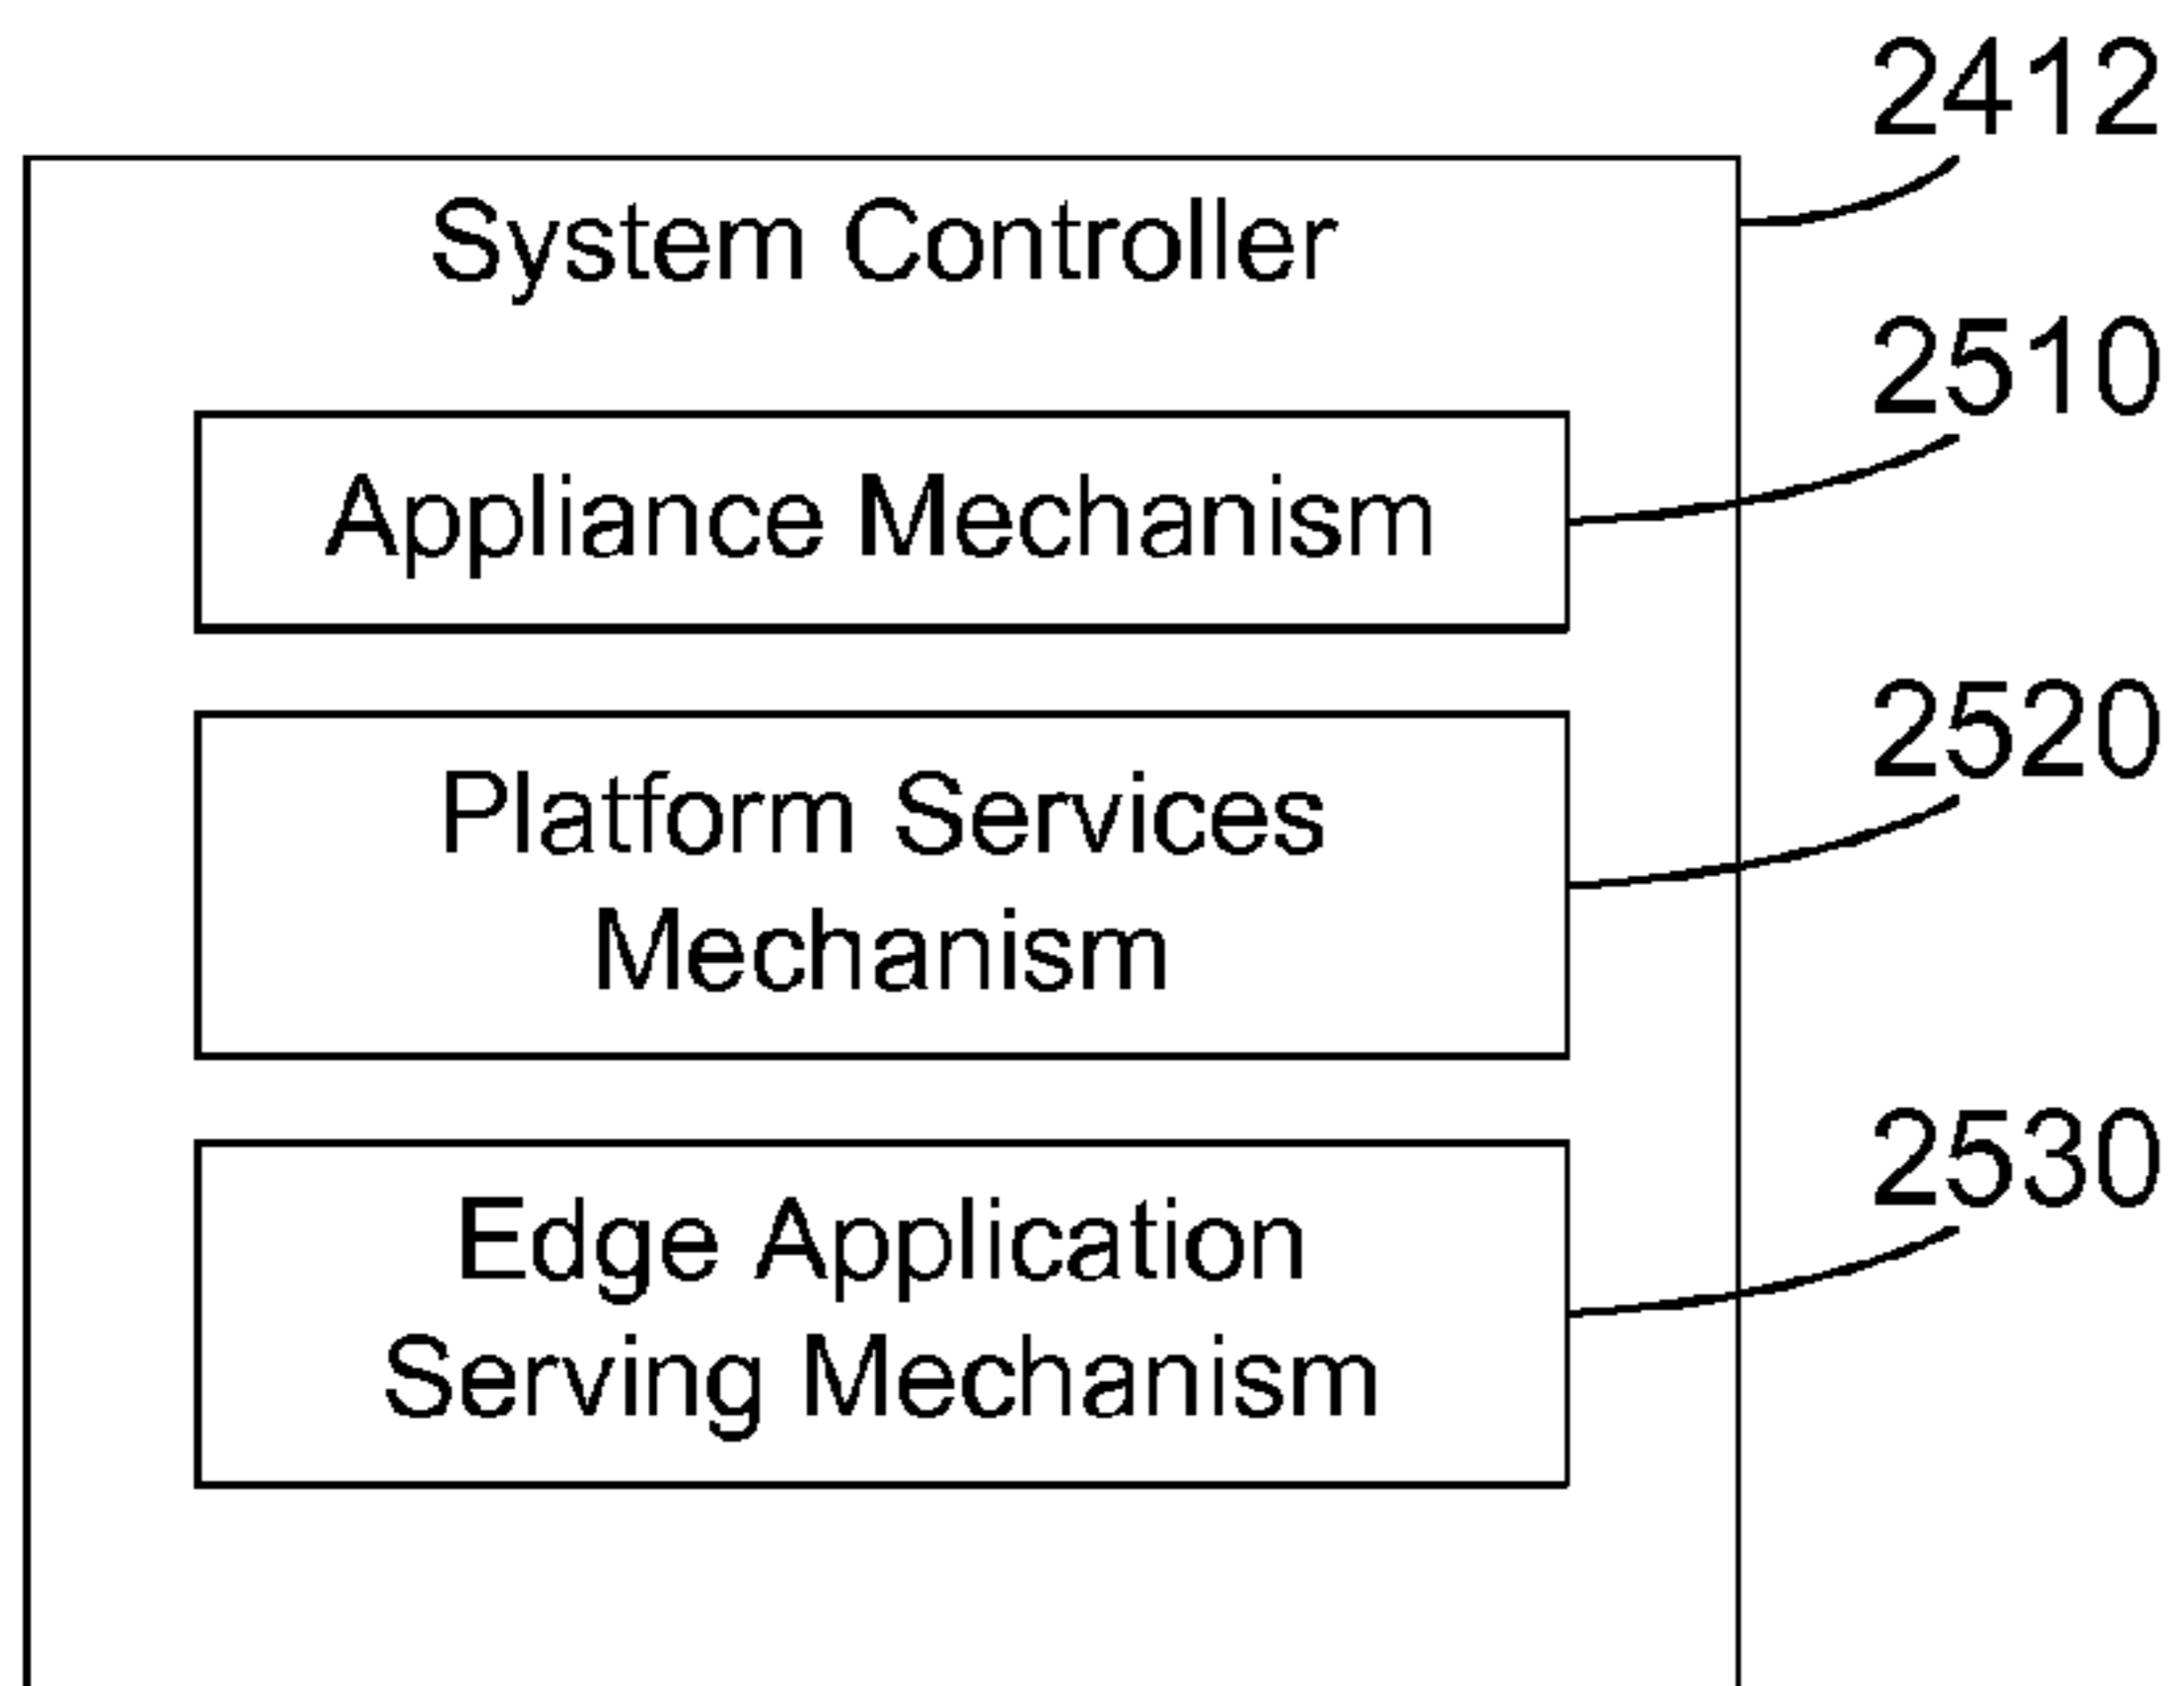 2412
System Controller
2510
Appliance Mechanism
2520
Platform Services
Mechanism
2530
Edge Application
Serving Mechanism